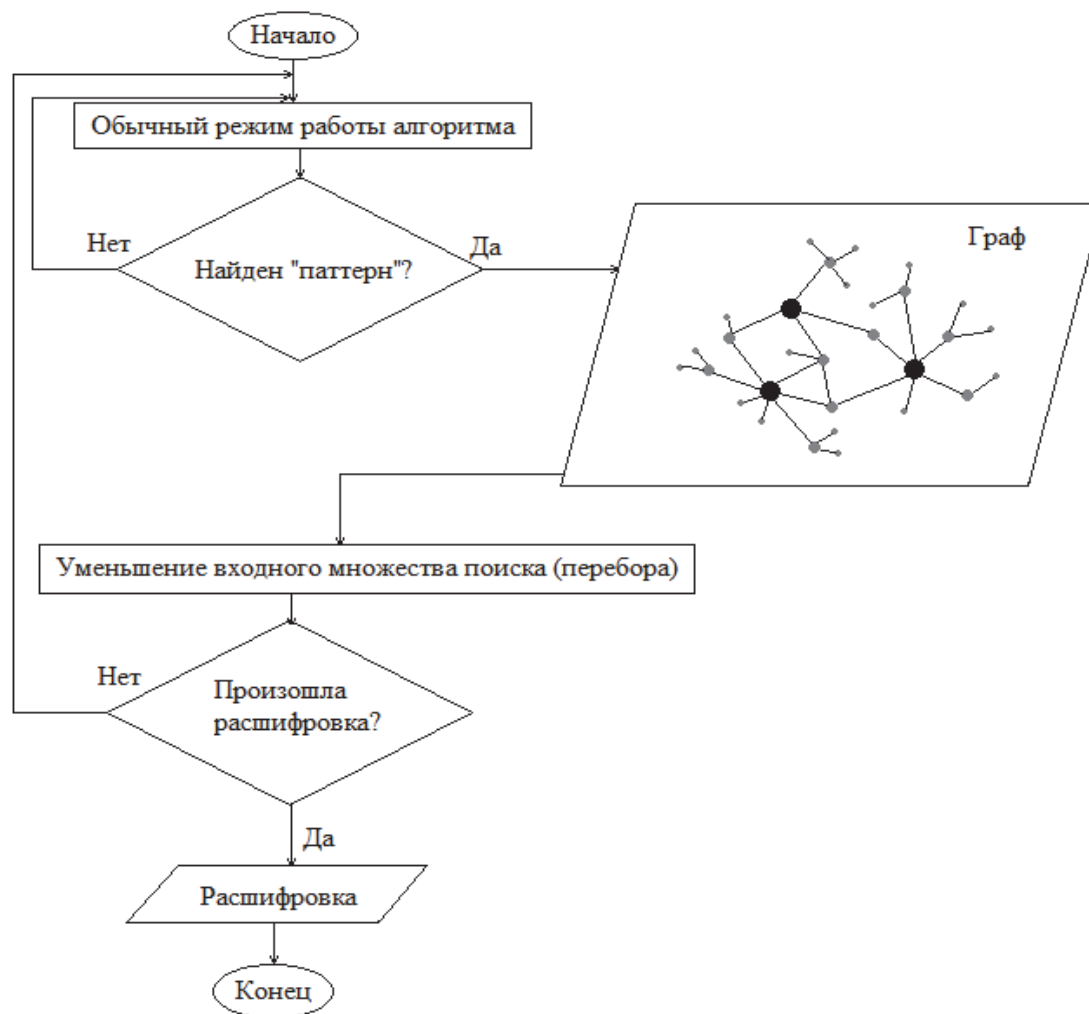 Начало
Обычный режим работы алгоритма
Нет
Найден "паттерн"?
Да
Граф
Уменьшение входного множества поиска (перебора)
Нет
Произошла
расшифровка?
Да
Расшифровка
Конец